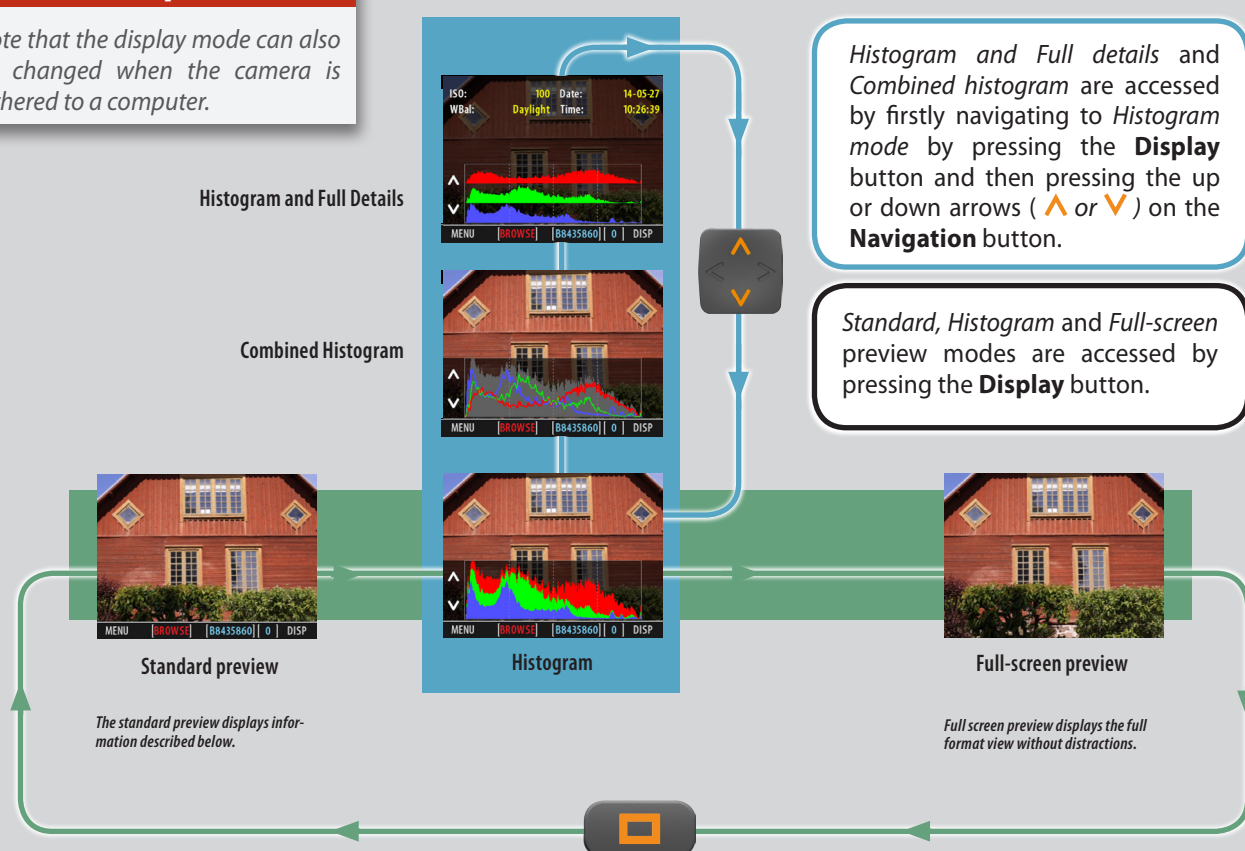 ote that the display mode can also
changed when the camera is
hered to a computer.
Histogram and Full details and
Combined histogram are accessed
by firstly navigating to Histogram
mode by pressing the Display
button and then pressing the up
or down arrows ( ∧ or ∨ ) on the
Navigation button.
Standard, Histogram and Full-screen
preview modes are accessed by
pressing the Display button.
Histogram and Full Details
ISO: 100 Date: 14-05-27
WBal: Daylight Time: 10:26:39
MENU [BROWSE] [B8435860][ 0 ] DISP
Combined Histogram
MENU [BROWSE] [B8435860][ 0 ] DISP
MENU [BROWSE] [B8435860][ 0 ] DISP
Standard preview
MENU [BROWSE] [B8435860][ 0 ] DISP
Histogram
Full-screen preview
The standard preview displays infor-
mation described below.
Full screen preview displays the full
format view without distractions.